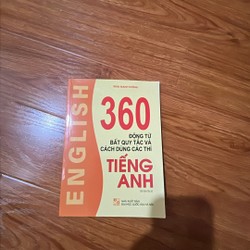 ENGLISH
360
ĐỘNG TỪ
BẤT QUY TẮC VÀ
CÁCH DÙNG CÁC THÌ
TIẾNG
ANH